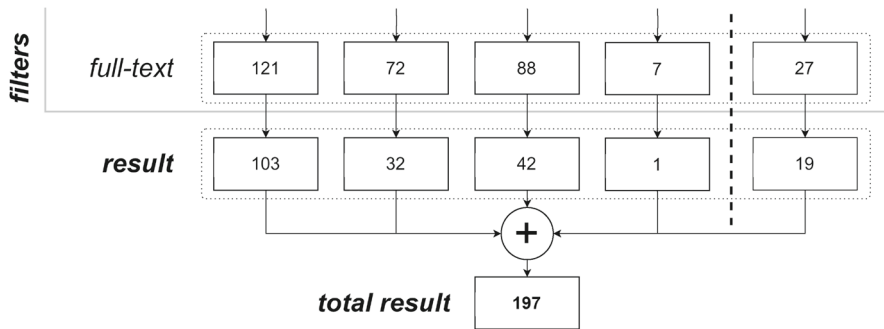 filters
full-text 121 72 88 7 27
result 103 32 42 1 19
+
total result 197